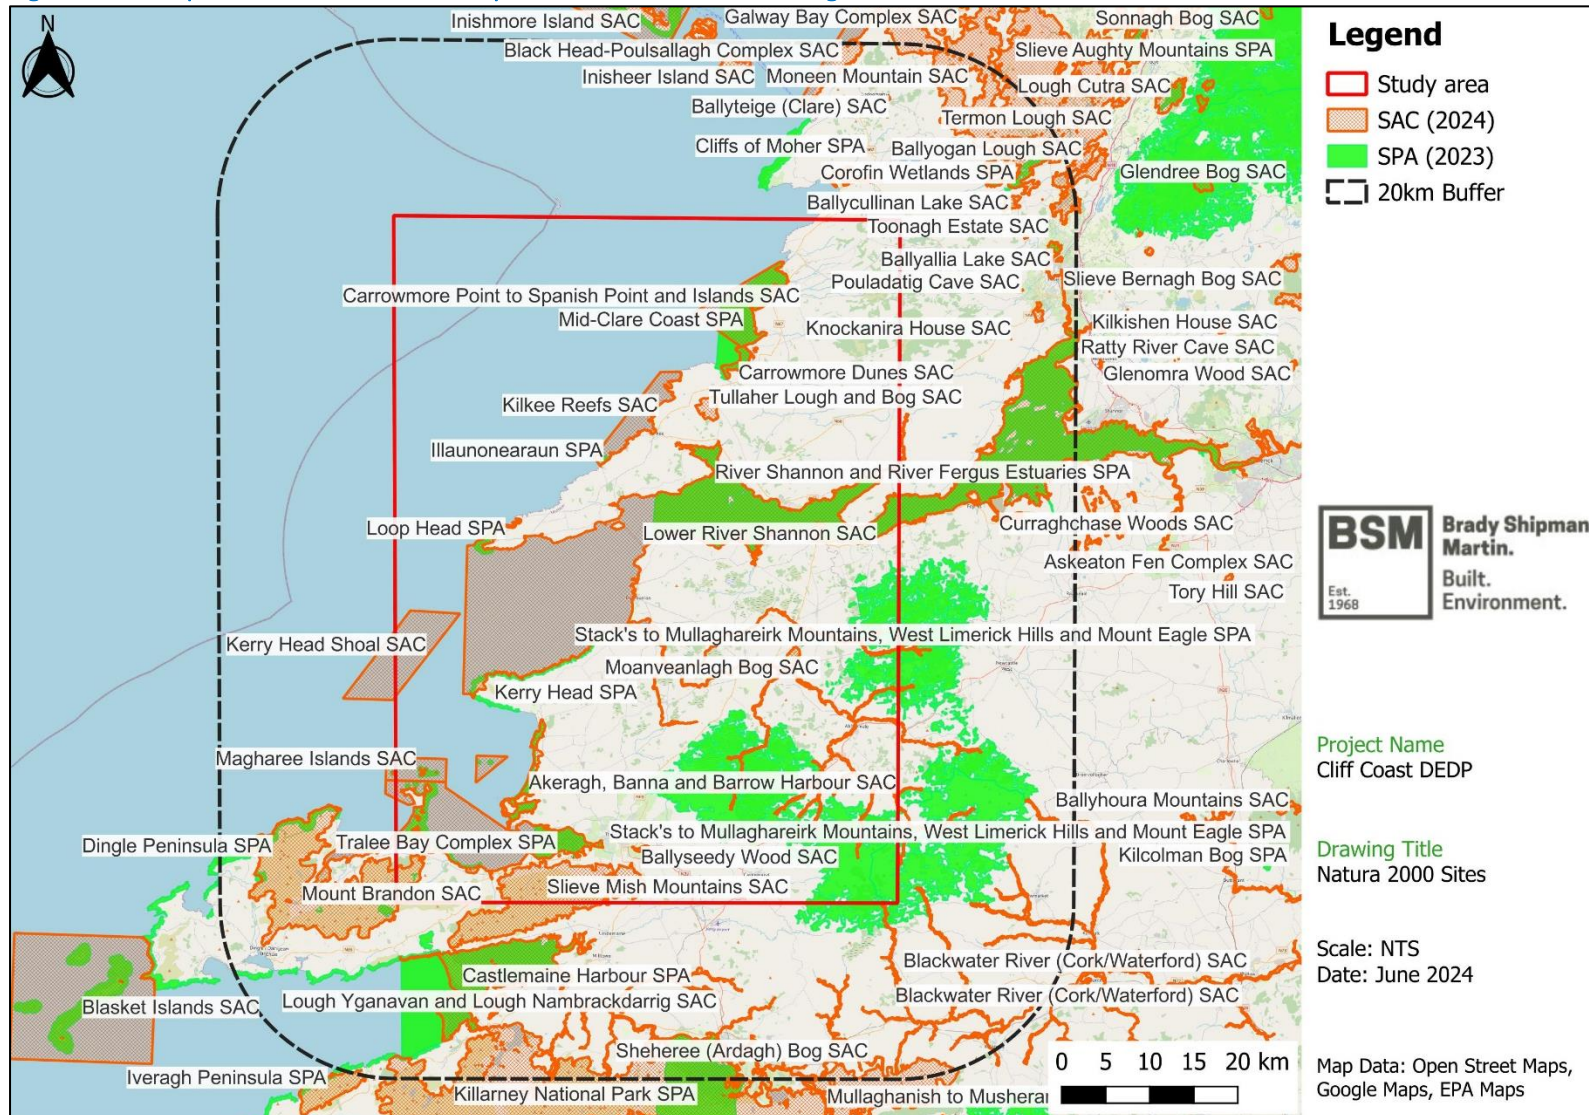 N
Inishmore Island SAC
Galway Bay Complex SAC
Sonnagh Bog SAC
Black Head-Poulsallagh Complex SAC
Slieve Aughty Mountains SPA
Inisheer Island SAC
Moneen Mountain SAC
Lough Cutra SAC
Ballyteige (Clare) SAC
Termon Lough SAC
Cliffs of Moher SPA
Ballyogan Lough SAC
Corofin Wetlands SPA
Glendree Bog SAC
Ballycullinan Lake SAC
Toonagh Estate SAC
Ballyallia Lake SAC
Pouladatig Cave SAC
Slieve Bernagh Bog SAC
Carrowmore Point to Spanish Point and Islands SAC
Mid-Clare Coast SPA
Knockanira House SAC
Kilkishen House SAC
Ratty River Cave SAC
Carrowmore Dunes SAC
Glenomra Wood SAC
Tullaher Lough and Bog SAC
Kilkee Reefs SAC
Illaunonearaun SPA
River Shannon and River Fergus Estuaries SPA
Loop Head SPA
Lower River Shannon SAC
Curraghchase Woods SAC
Askeaton Fen Complex SAC
Tory Hill SAC
Kerry Head Shoal SAC
Stack's to Mullaghareirk Mountains, West Limerick Hills and Mount Eagle SPA
Moanveanlagh Bog SAC
Kerry Head SPA
Magharee Islands SAC
Akeragh, Banna and Barrow Harbour SAC
Ballyhoura Mountains SAC
Dingle Peninsula SPA
Tralee Bay Complex SPA
Stack's to Mullaghareirk Mountains, West Limerick Hills and Mount Eagle SPA
Ballyseedy Wood SAC
Kilcolman Bog SPA
Mount Brandon SAC
Slieve Mish Mountains SAC
Castlemaine Harbour SPA
Blackwater River (Cork/Waterford) SAC
Blasket Islands SAC
Lough Yganavan and Lough Nambrackdarrig SAC
Blackwater River (Cork/Waterford) SAC
Sheheree (Ardagh) Bog SAC
Iveragh Peninsula SPA
Killarney National Park SPA
Mullaghanish to Musheran
0 5 10 15 20 km
Legend
Study area
SAC (2024)
SPA (2023)
20km Buffer
BSM
Est.
1968
Brady Shipman
Martin.
Built.
Environment.
Project Name
Cliff Coast DEDP
Drawing Title
Natura 2000 Sites
Scale: NTS
Date: June 2024
Map Data: Open Street Maps,
Google Maps, EPA Maps